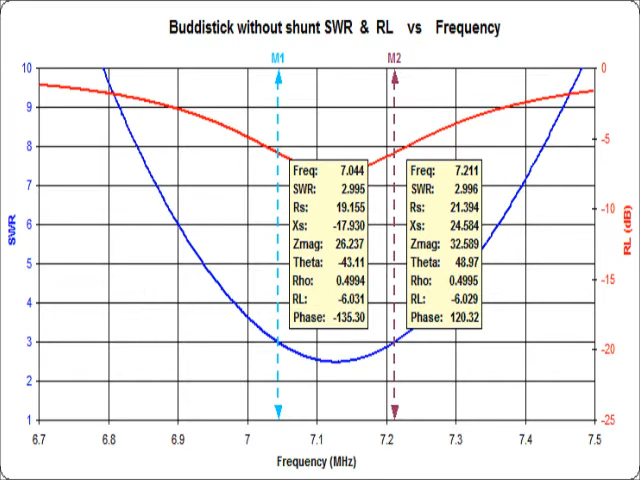 Buddistick without shunt SWR & RL vs Frequency
M1 M2
10 0
9
8 -5
7
6 -10
5 -15
4
3 -20
2
1 -25
SWR
RL (dB)
Freq: 7.044
SWR: 2.995
Rs: 19.155
Xs: -17.930
Zmag: 26.237
Theta: -43.11
Rho: 0.4994
RL: -6.031
Phase: -135.30
Freq: 7.211
SWR: 2.996
Rs: 21.394
Xs: 24.584
Zmag: 32.589
Theta: 48.97
Rho: 0.4995
RL: -6.029
Phase: 120.32
6.7 6.8 6.9 7 7.1 7.2 7.3 7.4 7.5
Frequency (MHz)